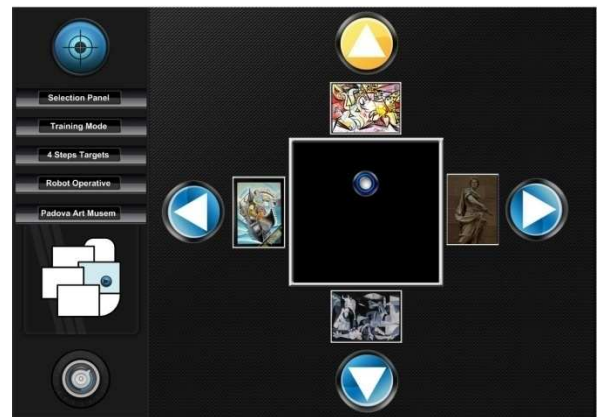 Selection Panel
Training Mode
4 Steps Targets
Robot Operative
Padova Art Musem